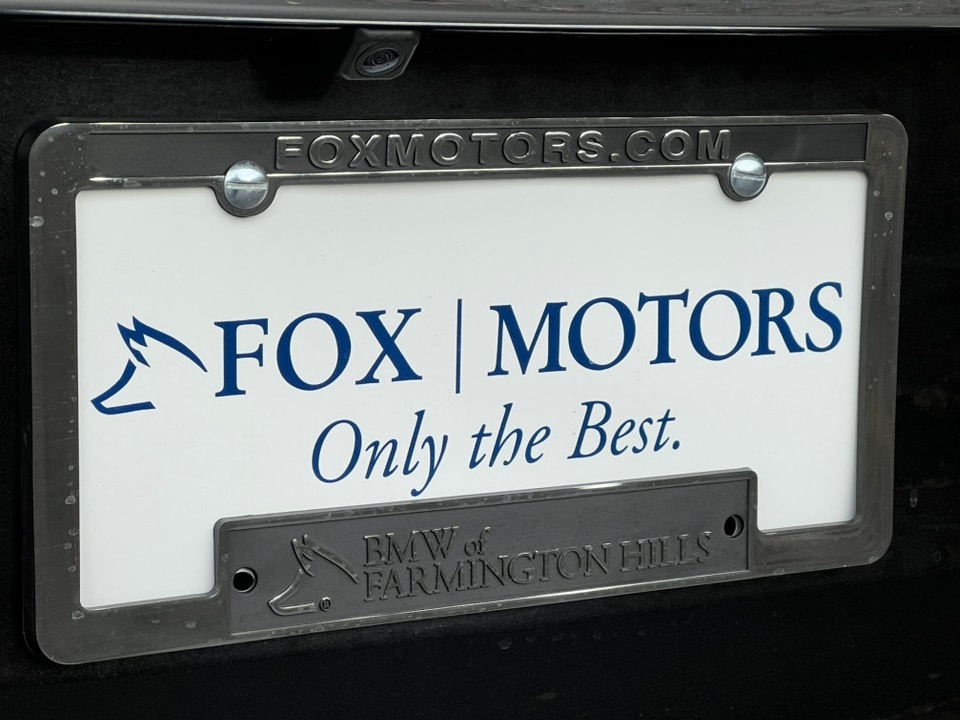 FOXMOTORS.COM
FOX | MOTORS
Only the Best.
BMW of
FARMINGTON HILLS
®